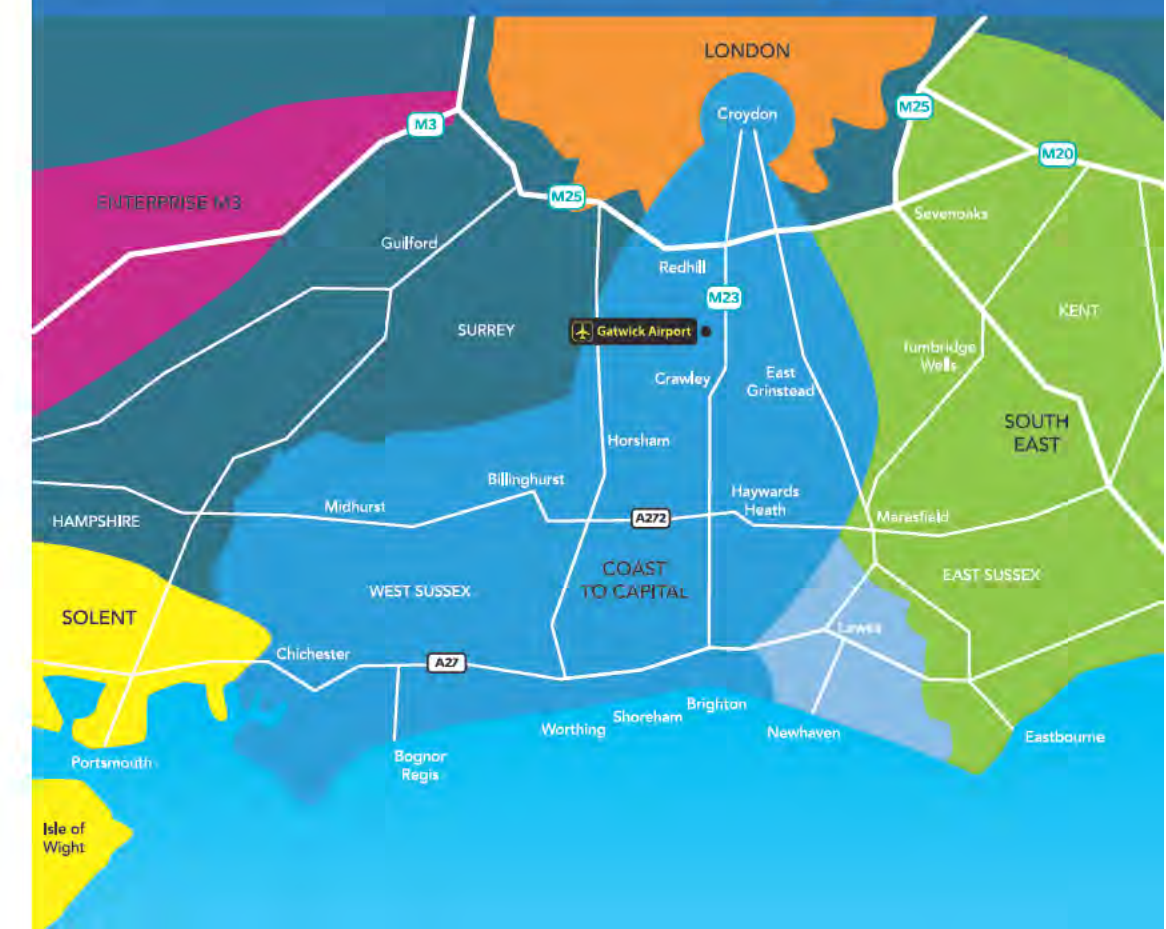 LONDON
Croydon
M25
M3
M20
M25
ENTERPRISE M3
Sevenoaks
Guilford
Redhill
M23
KENT
SURREY
Gatwick Airport
Tumbridge
Wells
Crawley
East
Grinstead
SOUTH
EAST
Horsham
Billinghurst
Haywards
Heath
Midhurst
A272
Maresfield
HAMPSHIRE
COAST
TO CAPITAL
EAST SUSSEX
WEST SUSSEX
SOLENT
Lewes
Chichester
A27
Brighton
Shoreham
Worthing
Newhaven
Eastbourne
Portsmouth
Bognor
Regis
Isle of
Wight